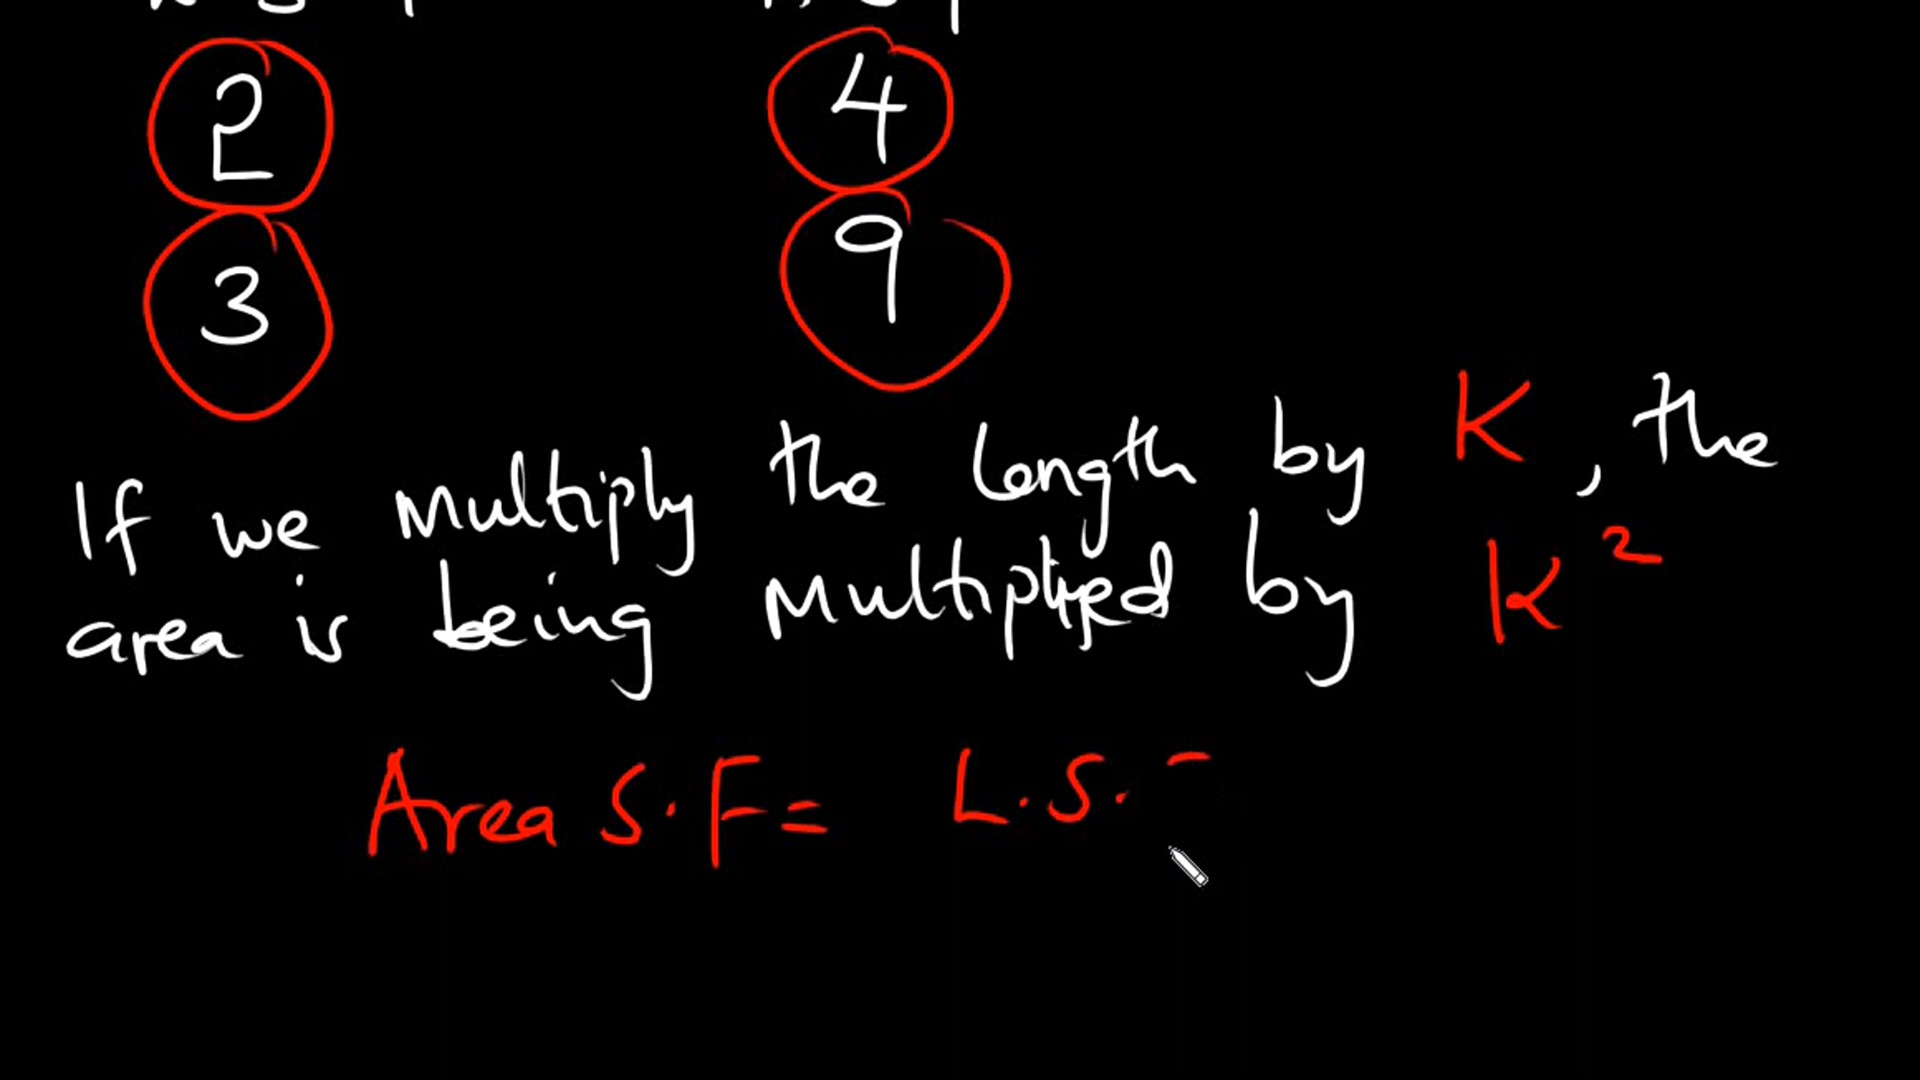 2 4
3 9
If we multiply the length by K, the
area is being multiplied by K²
Area S.F = L.S.